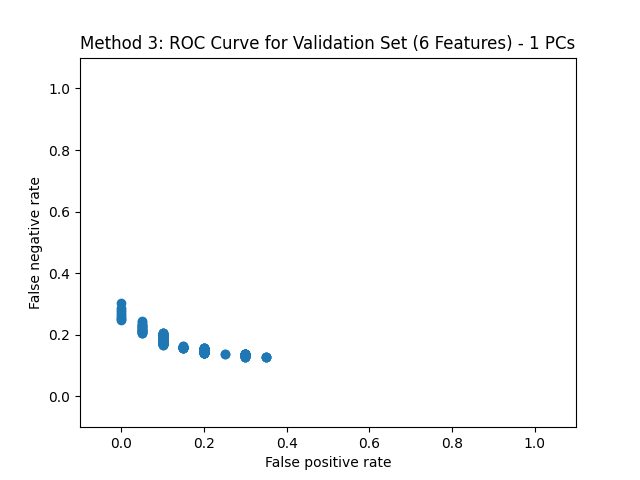 Method 3: ROC Curve for Validation Set (6 Features) - 1 PCs
1.0
0.8
0.6
0.4
0.2
0.0
False negative rate
0.0 0.2 0.4 0.6 0.8 1.0
False positive rate